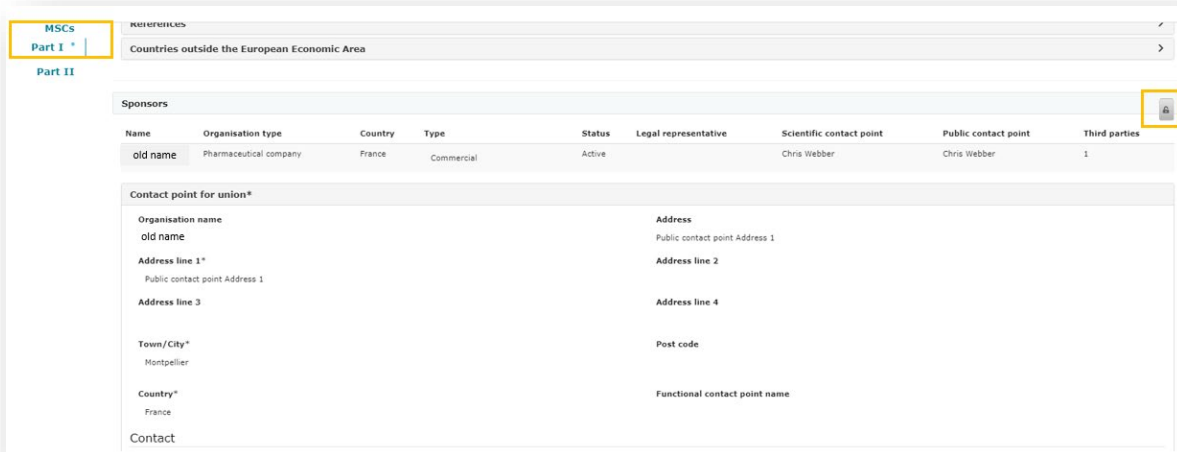 MSCs
References
Part I *
Countries outside the European Economic Area
Part II
Sponsors
Name Organisation type Country Type Status Legal representative Scientific contact point Public contact point Third parties
old name Pharmaceutical company France Commercial Active Chris Webber Chris Webber 1
Contact point for union*
Organisation name Address
old name Public contact point Address 1
Address line 1* Address line 2
Public contact point Address 1
Address line 3 Address line 4
Town/City* Post code
Montpellier
Country* Functional contact point name
France
Contact